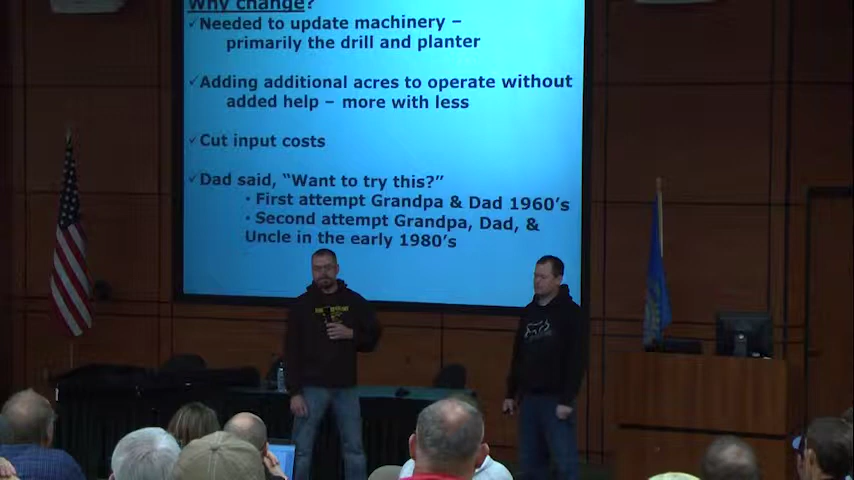 Why change?
✓Needed to update machinery –
primarily the drill and planter
✓Adding additional acres to operate without
added help – more with less
✓Cut input costs
✓Dad said, “Want to try this?”
• First attempt Grandpa & Dad 1960’s
• Second attempt Grandpa, Dad, &
Uncle in the early 1980’s